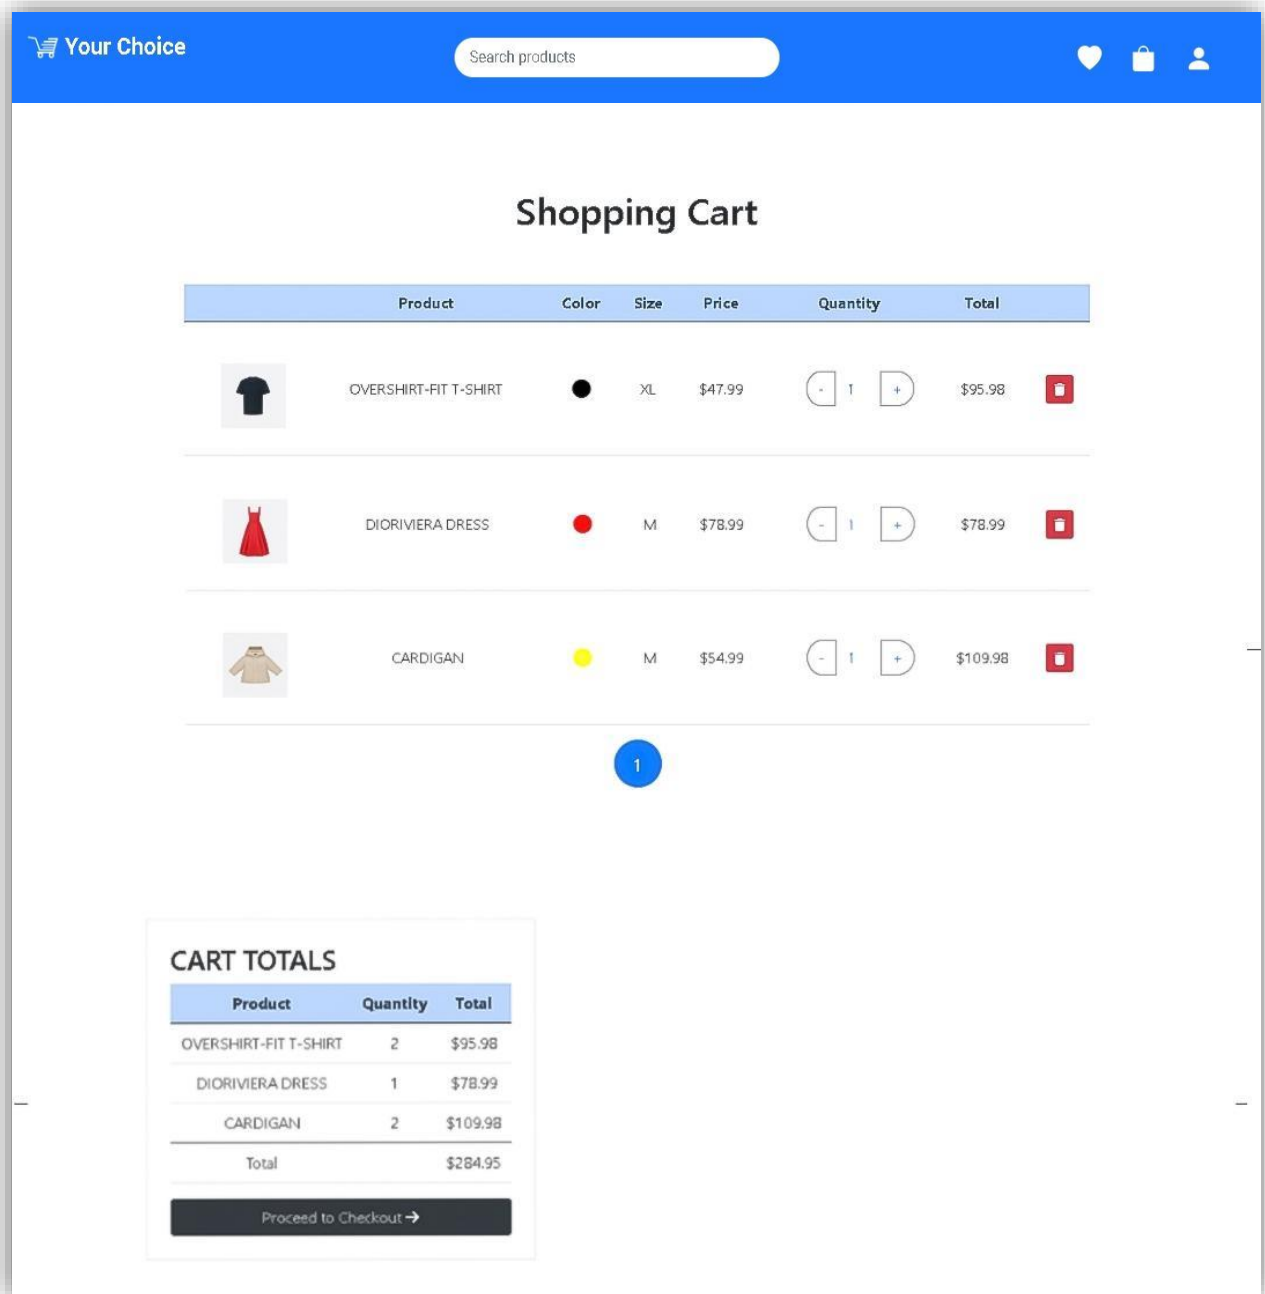 Your Choice
Search products
Shopping Cart
Product Color Size Price Quantity Total
OVERSHIRT-FIT T-SHIRT XL $47.99 - 1 + $95.98
DIORIVIERA DRESS M $78.99 - 1 + $78.99
CARDIGAN M $54.99 - 1 + $109.98
1
CART TOTALS
Product Quantity Total
OVERSHIRT-FIT T-SHIRT 2 $95.98
DIORIVIERA DRESS 1 $78.99
CARDIGAN 2 $109.98
Total $284.95
Proceed to Checkout →